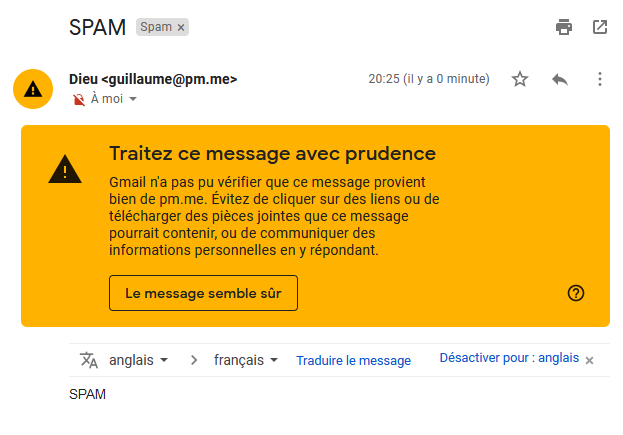 SPAM Spam ×
Dieu <guillaume@pm.me> 20:25 (il y a 0 minute)
À moi
Traitez ce message avec prudence
Gmail n'a pas pu vérifier que ce message provient
bien de pm.me. Évitez de cliquer sur des liens ou de
télécharger des pièces jointes que ce message
pourrait contenir, ou de communiquer des
informations personnelles en y répondant.
Le message semble sûr
anglais > français Traduire le message Désactiver pour : anglais ×
SPAM